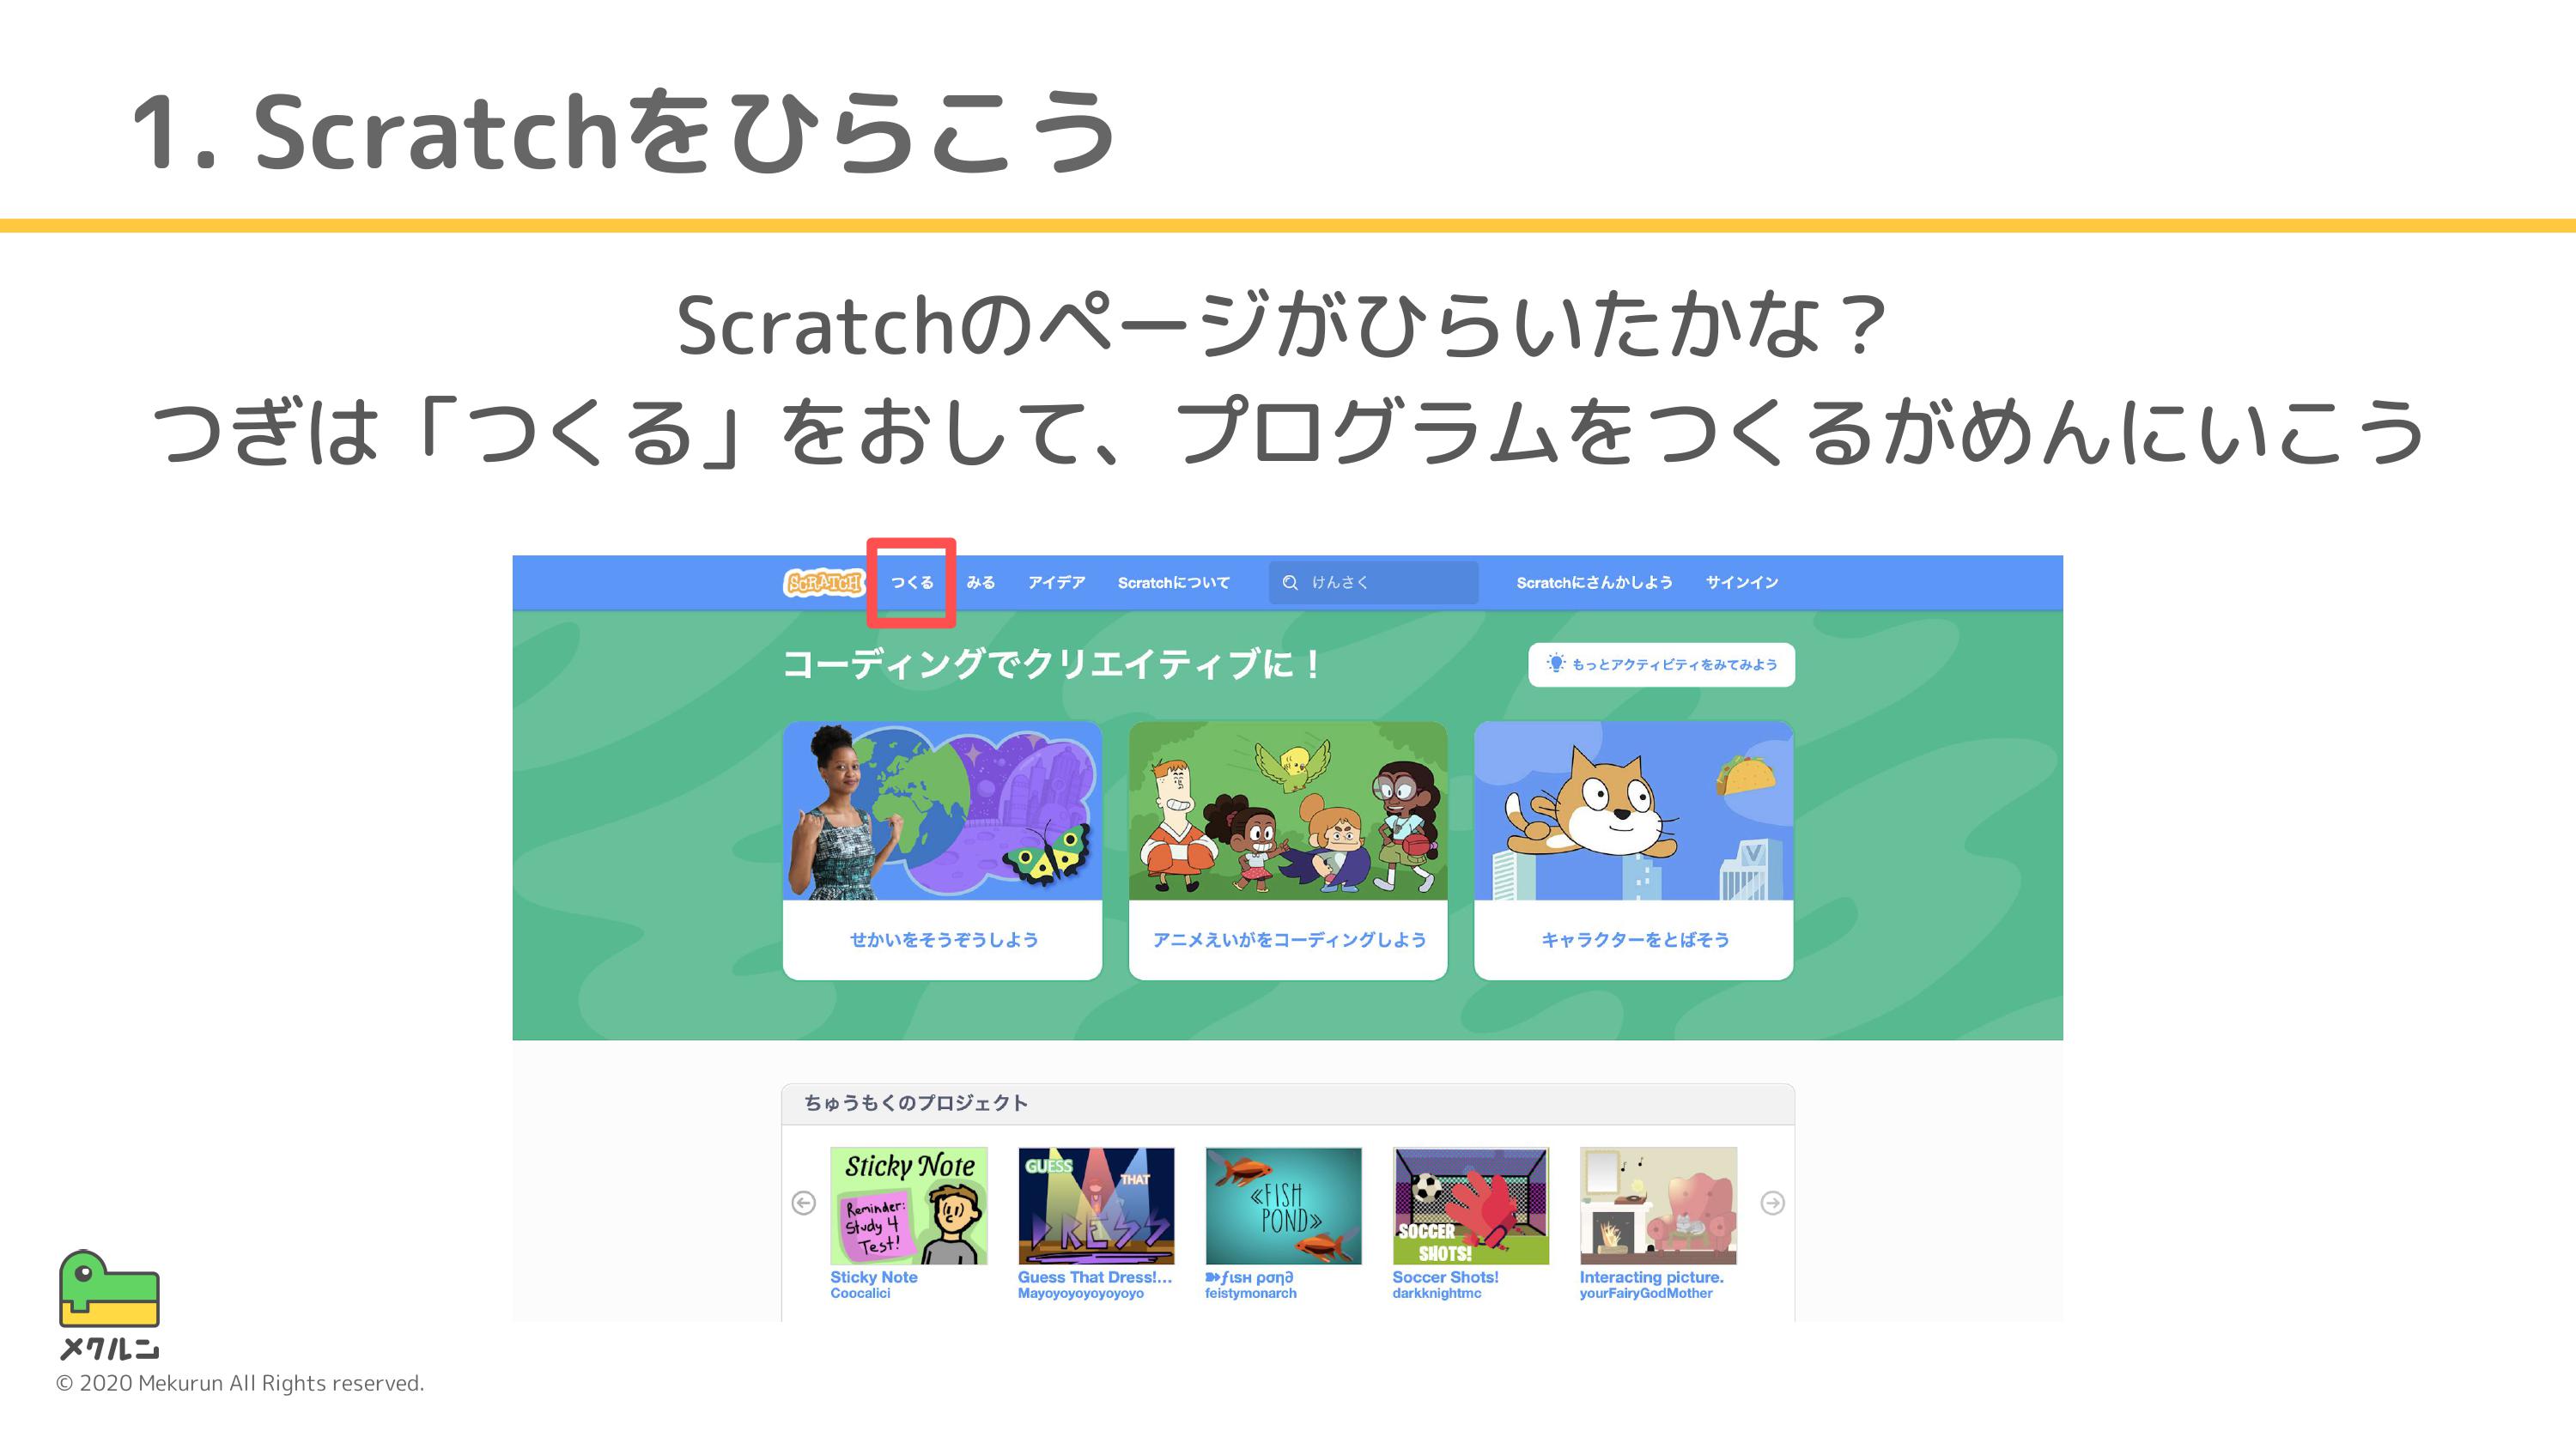 1. Scratchをひらこう
Scratchのページがひらいたかな？
つぎは「つくる」をおして、プログラムをつくるがめんにいこう
SCRATCH つくる みる アイデア Scratchについて けんさく Scratchにさんかしよう サインイン
コーディングでクリエイティブに！
もっとアクティビティをみてみよう
せかいをそうぞうしよう
アニメえいがをコーディングしよう
キャラクターをとばそう
ちゅうもくのプロジェクト
Sticky Note
Reminder:
Study 4
Test!
GUESS
THAT
DRESS
«FISH
POND»
SOCCER
SHOTS!
Sticky Note
Coocalici
Guess That Dress!...
Mayoyoyoyoyoyoyo
➽ƒιѕн ρση∂
feistymonarch
Soccer Shots!
darkknightmc
Interacting picture.
yourFairyGodMother
メクルン
© 2020 Mekurun All Rights reserved.